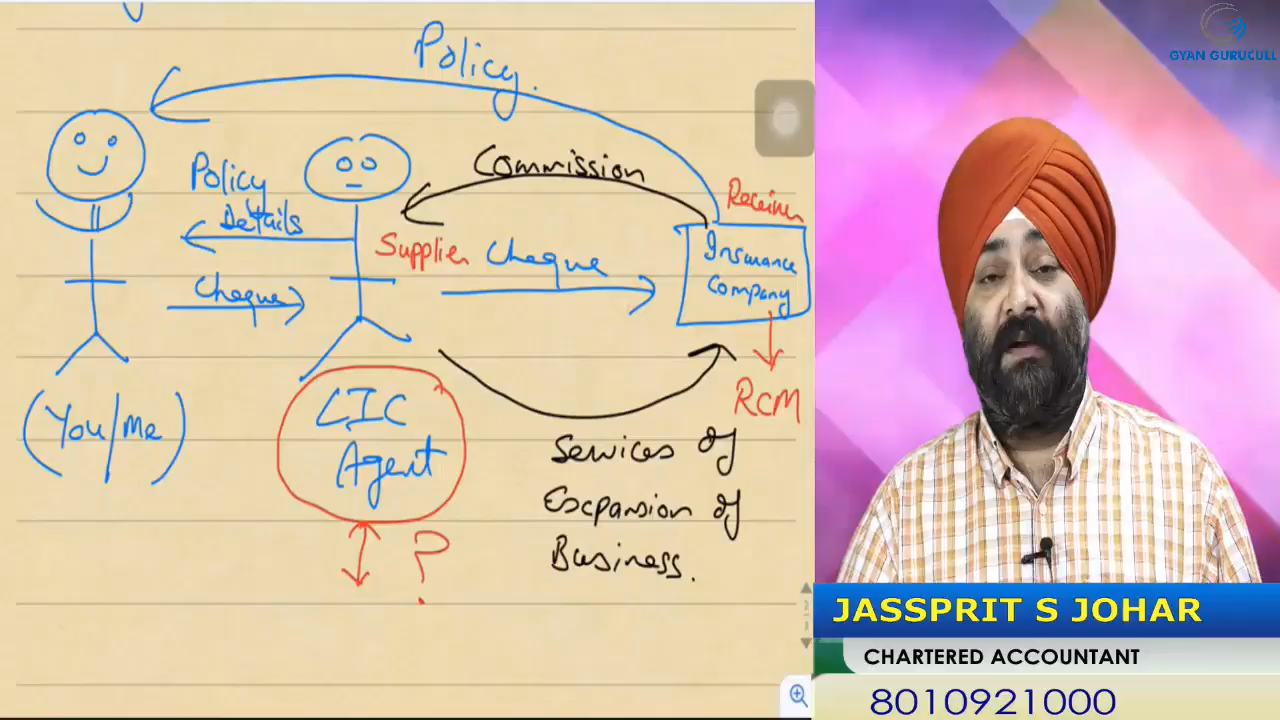 Policy.
GYAN GURUCULL
Commission
Policy
Details
Receiver
Supplier
Cheque
Insurance
Company
Cheque
RCM
(You/Me)
LIC
Agent
Services of
Expansion of
Business.
?
JASSPRIT S JOHAR
CHARTERED ACCOUNTANT
8010921000